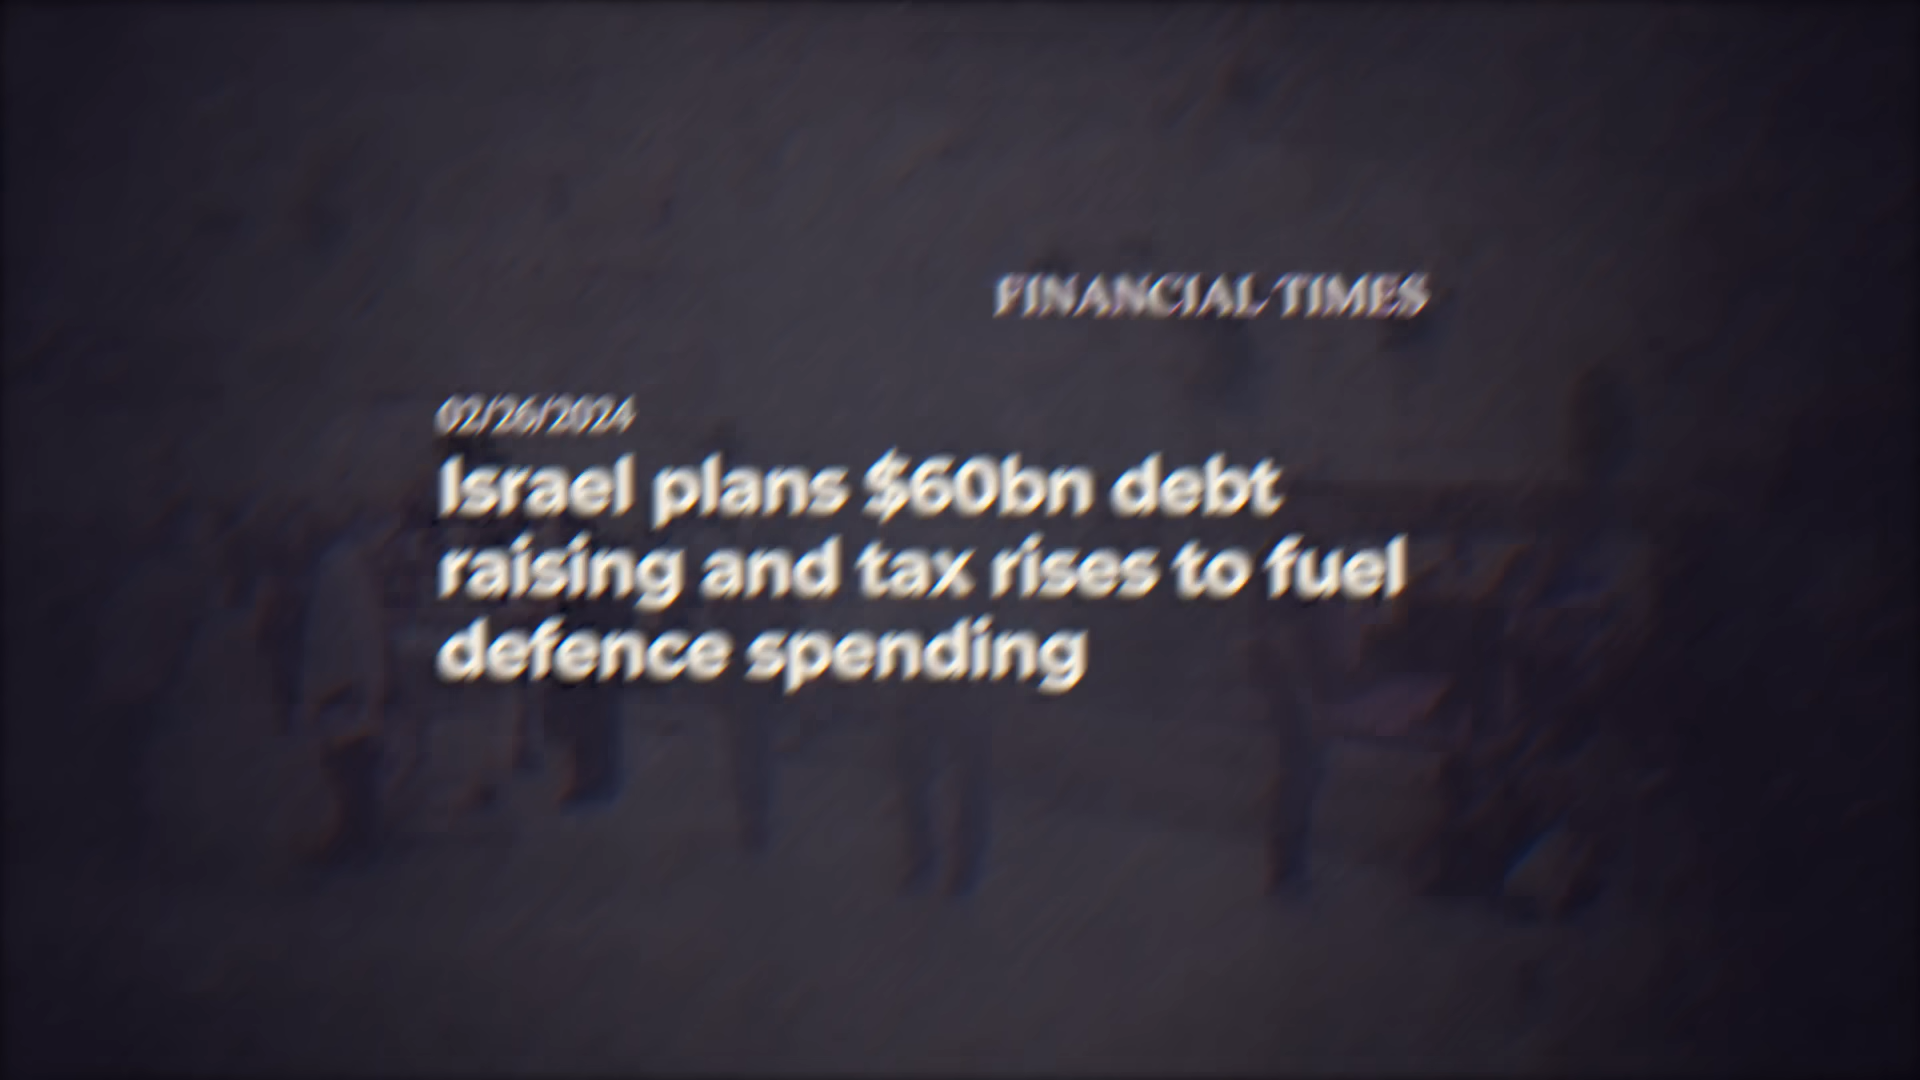 FINANCIAL TIMES
02/26/2024
Israel plans $60bn debt
raising and tax rises to fuel
defence spending